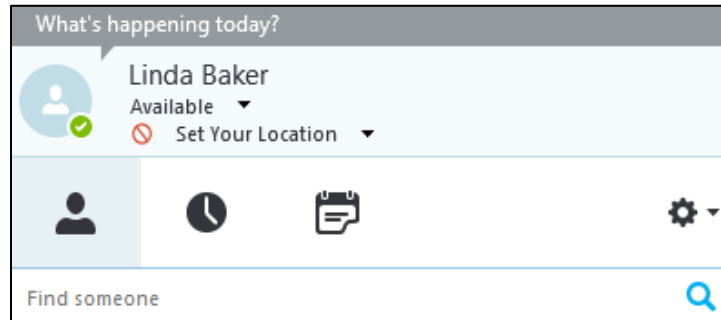 What's happening today?
Linda Baker
Available
Set Your Location
Find someone